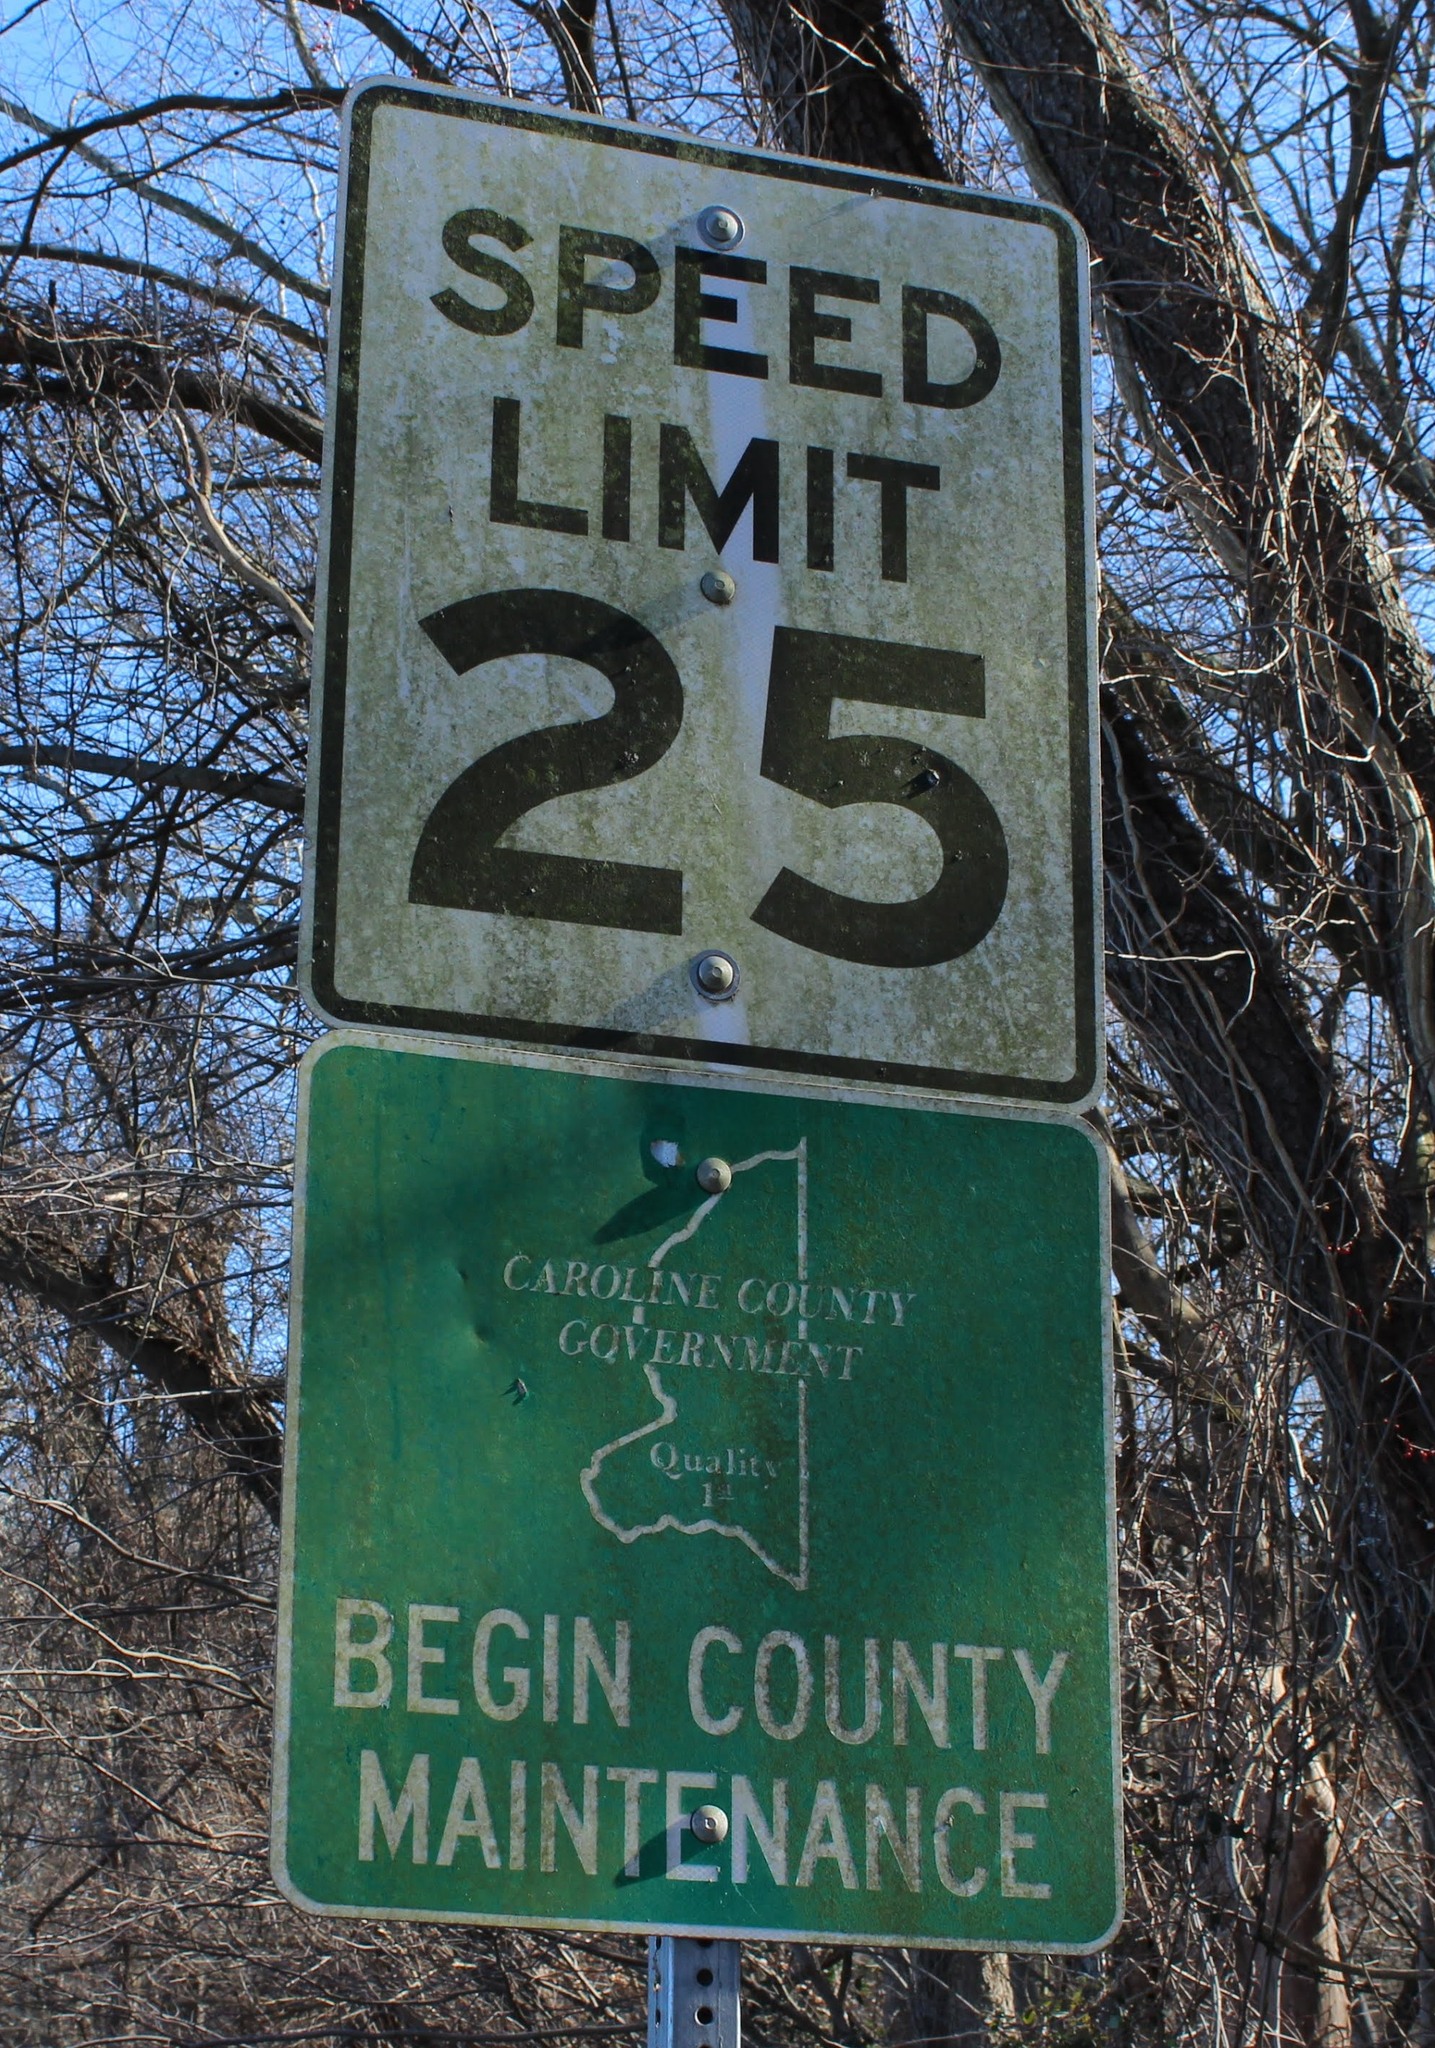 SPEED
LIMIT
25
CAROLINE COUNTY
GOVERNMENT
Quality
1st
BEGIN COUNTY
MAINTENANCE